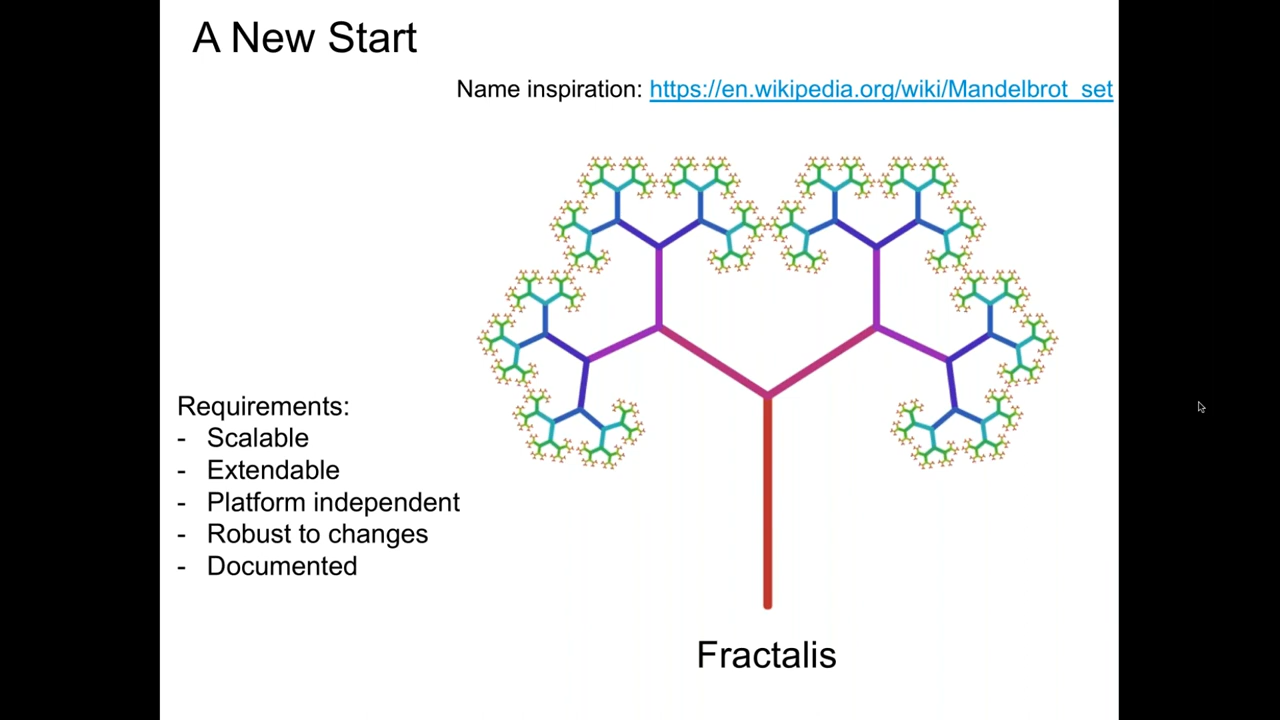 A New Start
Name inspiration: https://en.wikipedia.org/wiki/Mandelbrot_set
Requirements:
- Scalable
- Extendable
- Platform independent
- Robust to changes
- Documented
Fractalis